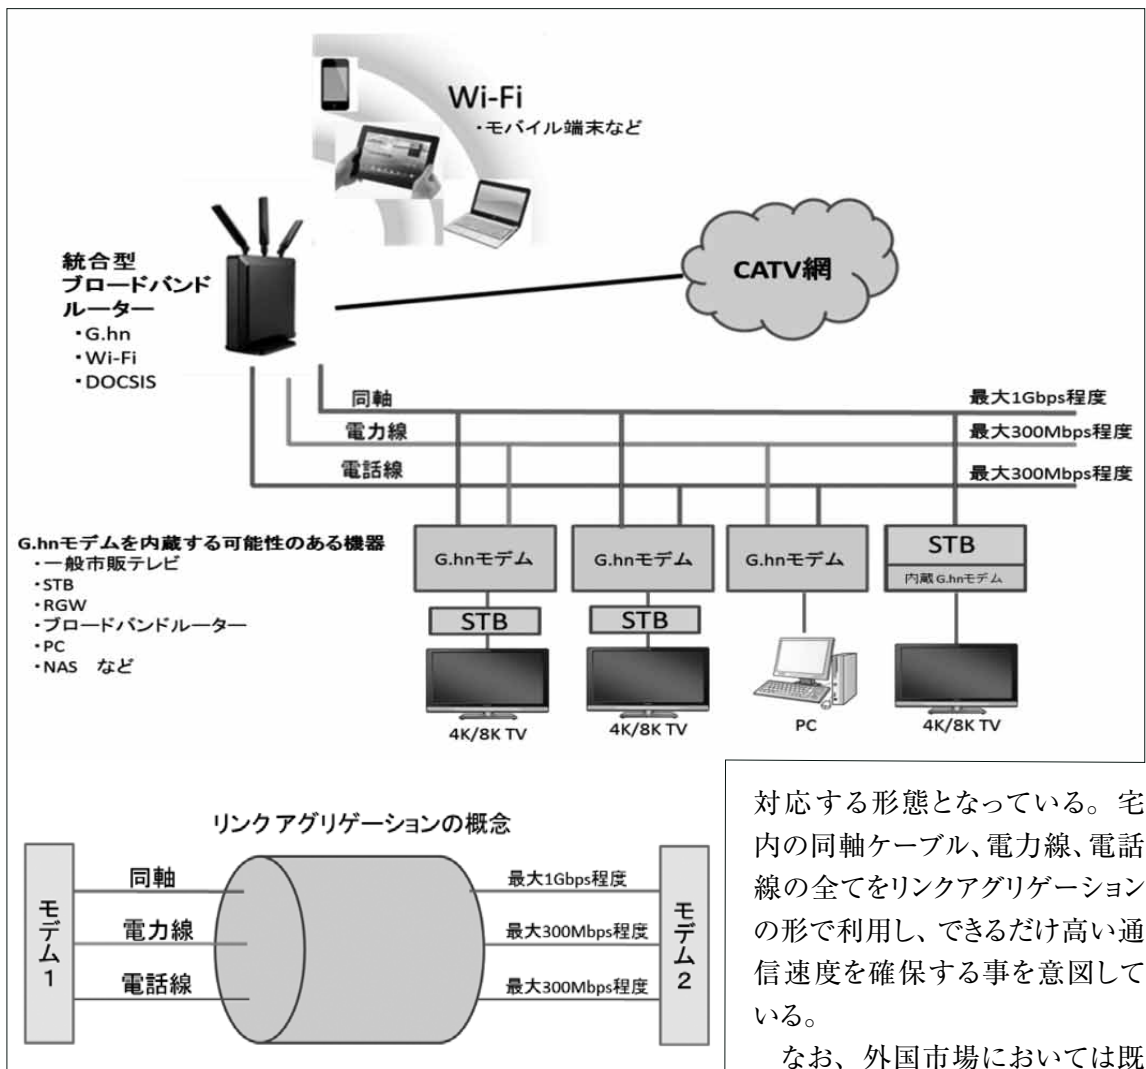 Wi-Fi
・モバイル端末など
統合型
ブロードバンド
ルーター
・G.hn
・Wi-Fi
・DOCSIS
CATV網
同軸
最大1Gbps程度
電力線
最大300Mbps程度
電話線
最大300Mbps程度
G.hnモデムを内蔵する可能性のある機器
・一般市販テレビ
・STB
・RGW
・ブロードバンドルーター
・PC
・NAS など
G.hnモデム
G.hnモデム
G.hnモデム
STB
内蔵G.hnモデム
STB
STB
4K/8K TV
4K/8K TV
PC
4K/8K TV
リンクアグリゲーションの概念
モデム1
同軸
電力線
電話線
最大1Gbps程度
最大300Mbps程度
最大300Mbps程度
モデム2
対応する形態となっている。宅
内の同軸ケーブル、電力線、電話
線の全てをリンクアグリゲーション
の形で利用し、できるだけ高い通
信速度を確保する事を意図して
いる。
なお、外国市場においては既